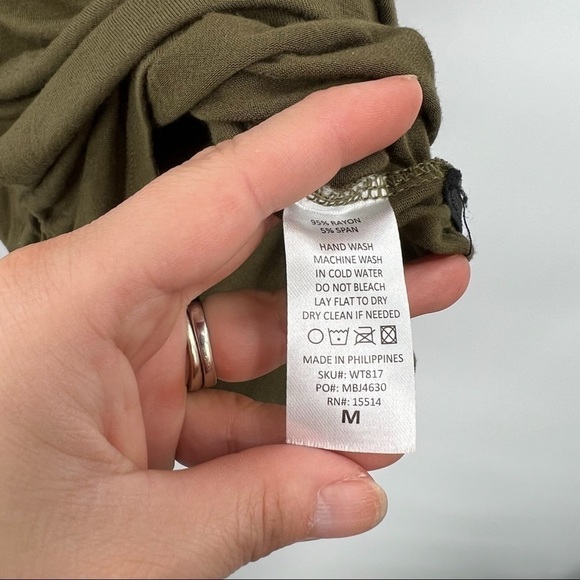 95% RAYON
5% SPAN
HAND WASH
MACHINE WASH
IN COLD WATER
DO NOT BLEACH
LAY FLAT TO DRY
DRY CLEAN IF NEEDED
MADE IN PHILIPPINES
SKU#: WT817
PO#: MBJ4630
RN#: 15514
M